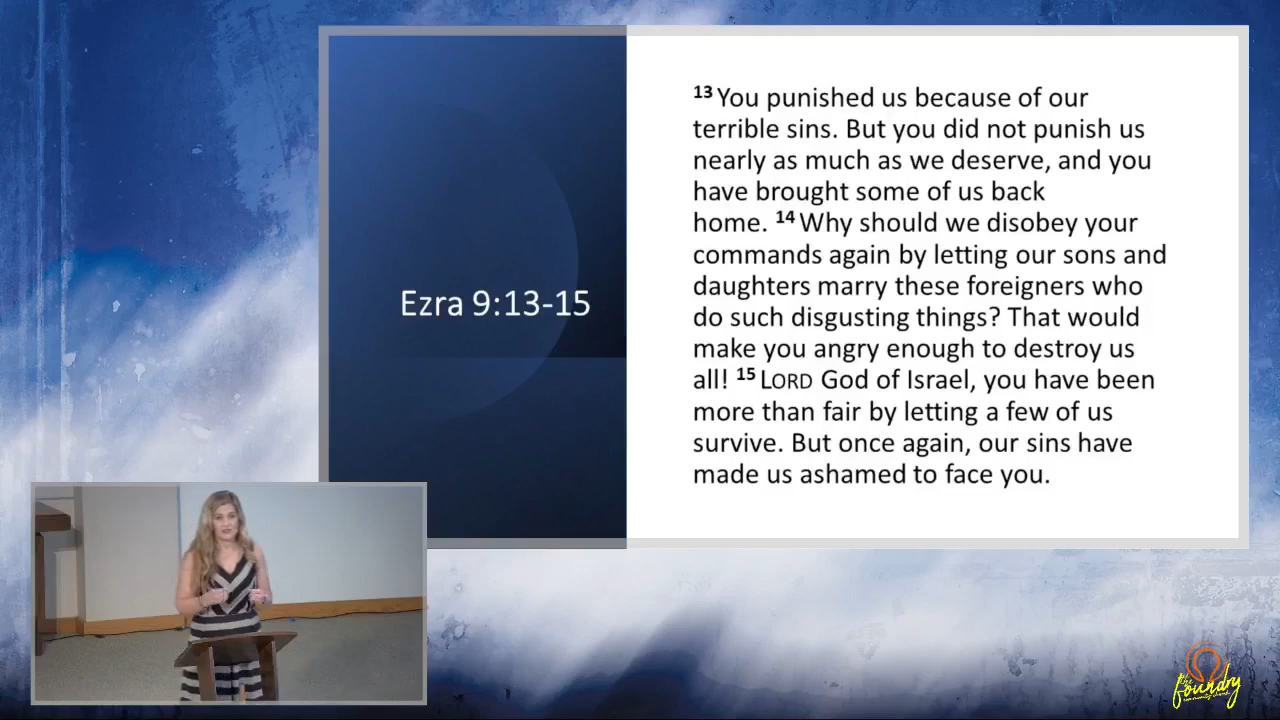 Ezra 9:13-15
13 You punished us because of our
terrible sins. But you did not punish us
nearly as much as we deserve, and you
have brought some of us back
home. 14 Why should we disobey your
commands again by letting our sons and
daughters marry these foreigners who
do such disgusting things? That would
make you angry enough to destroy us
all! 15 LORD God of Israel, you have been
more than fair by letting a few of us
survive. But once again, our sins have
made us ashamed to face you.
the
foundry